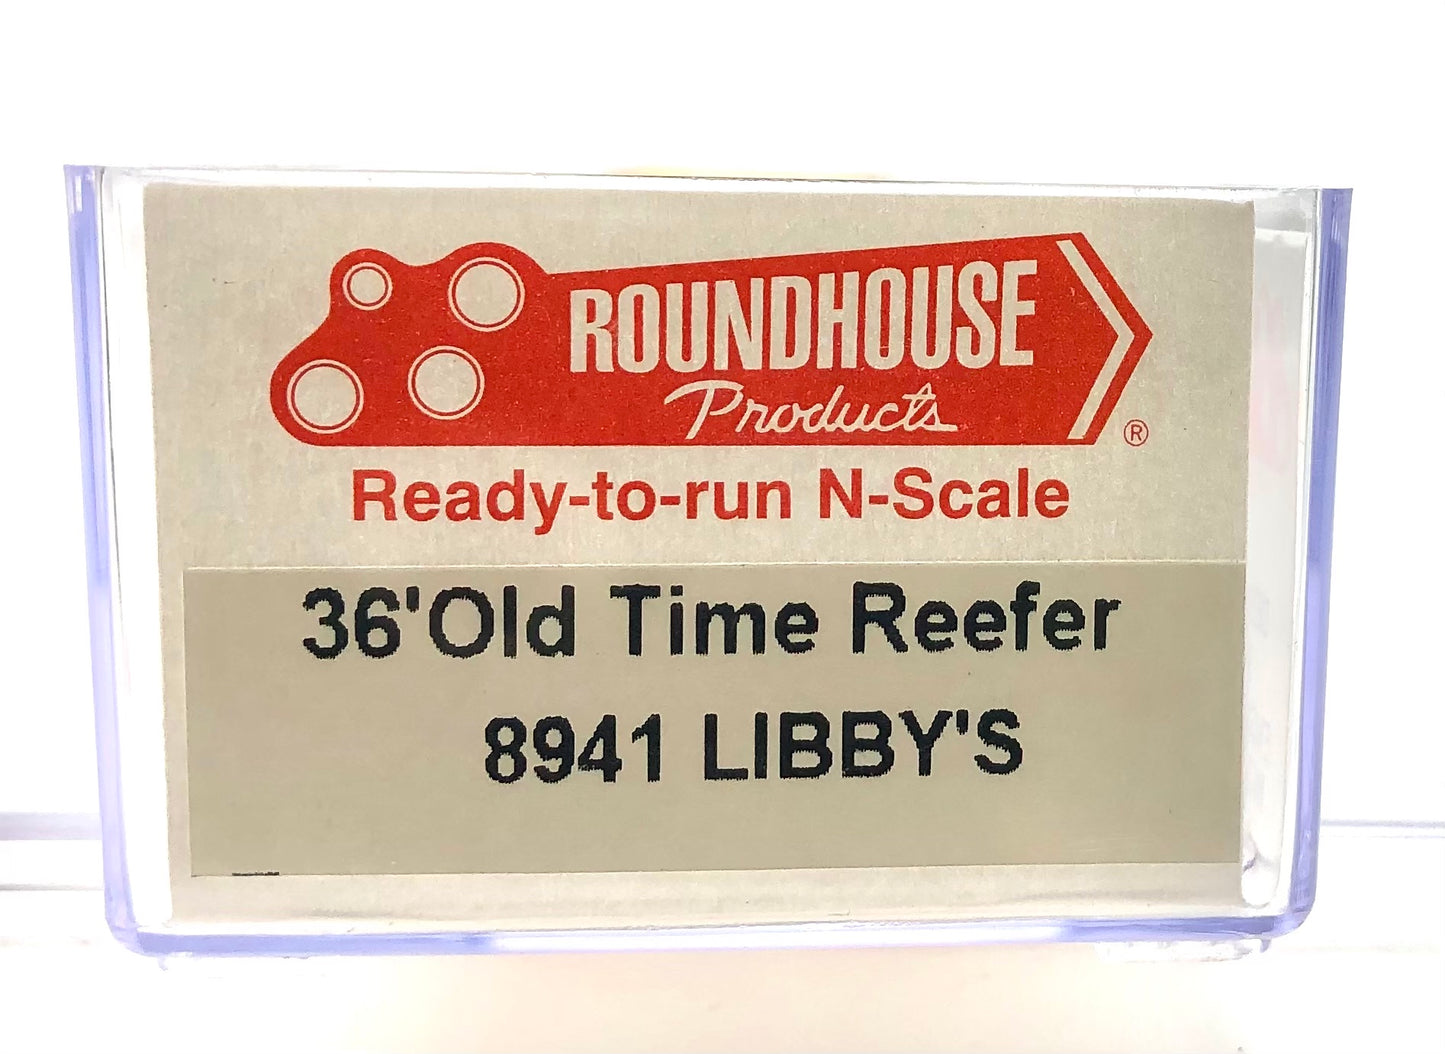 ROUNDHOUSE
Products
®
Ready-to-run N-Scale
36'Old Time Reefer
8941 LIBBY'S